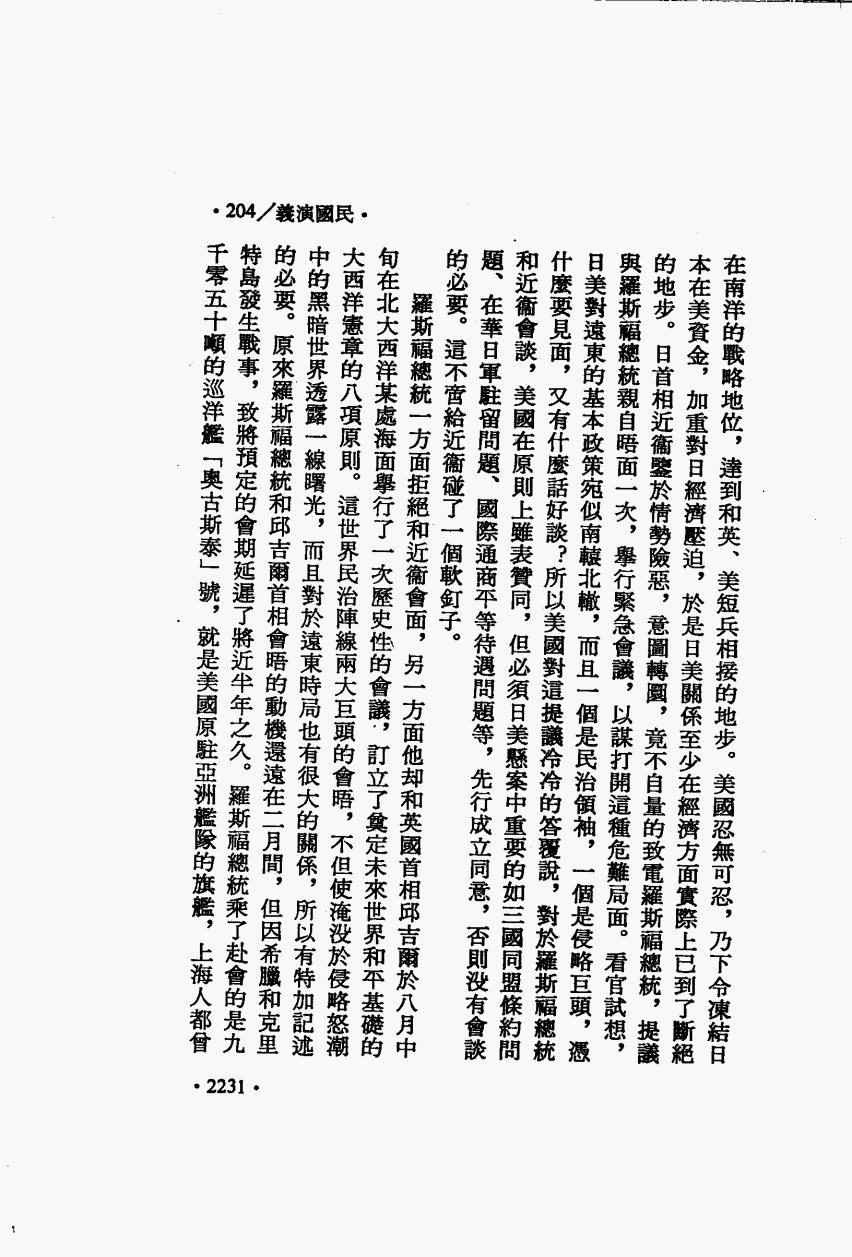 ·204／義演國民·
在南洋的戰略地位，達到和英、美短兵相接的地步。美國忍無可忍，乃下令凍結日
本在美資金，加重對日經濟壓迫，於是日美關係至少在經濟方面實際上已到了斷絕
的地步。日首相近衞鑒於情勢險惡，意圖轉圜，竟不自量的致電羅斯福總統，提議
與羅斯福總統親自晤面一次，舉行緊急會議，以謀打開這種危難局面。看官試想，
日美對遠東的基本政策宛似南轅北轍，而且一個是民治領袖，一個是侵略巨頭，憑
什麼要見面，又有什麼話好談？所以美國對這提議冷冷的答覆說，對於羅斯福總統
和近衞會談，美國在原則上雖表贊同，但必須日美懸案中重要的如三國同盟條約問
題、在華日軍駐留問題、國際通商平等待遇問題等，先行成立同意，否則没有會談
的必要。這不啻給近衞碰了一個軟釘子。
羅斯福總統一方面拒絕和近衞會面，另一方面他却和英國首相邱吉爾於八月中
旬在北大西洋某處海面舉行了一次歷史性的會議，訂立了奠定未來世界和平基礎的
大西洋憲章的八項原則。這世界民治陣線兩大巨頭的會晤，不但使淹没於侵略怒潮
中的黑暗世界透露一線曙光，而且對於遠東時局也有很大的關係，所以有特加記述
的必要。原來羅斯福總統和邱吉爾首相會晤的動機還遠在二月間，但因希臘和克里
特島發生戰事，致將預定的會期延遲了將近半年之久。羅斯福總統乘了赴會的是九
千零五十噸的巡洋艦「奧古斯泰」號，就是美國原駐亞洲艦隊的旗艦，上海人都曾
·2231·